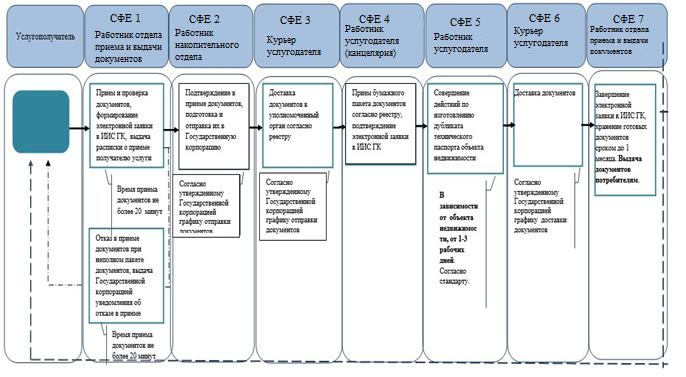 Услугополучатель
СФЕ 1
Работник отдела
приема и выдачи
документов
СФЕ 2
Работник
накопительного
отдела
СФЕ 3
Курьер
услугодателя
СФЕ 4
Работник
услугодателя
(канцелярия)
СФЕ 5
Работник
услугодателя
СФЕ 6
Курьер
услугодателя
СФЕ 7
Работник отдела
приема и выдачи
документов
Прием и проверка
документов,
формирование
электронной заявки
в ИИС ГК, выдача
расписки о приеме
получателю услуги
Время приема
документов не
более 20 минут
Отказ в приеме
документов при
неполном пакете
документов, выдача
Государственной
корпорацией
уведомления об
отказе в приеме
Время приема
документов не
более 20 минут
Подтверждение в
приеме документов,
подготовка и
отправка их в
Государственную
корпорацию
Согласно
утвержденному
Государственной
корпорацией
графику отправки
документов
Доставка
документов в
уполномоченный
орган согласно
реестру
Согласно
утвержденному
Государственной
корпорацией
графику отправки
документов
Прием бумажного
пакета документов
согласно реестру,
подтверждение
электронной заявки
в ИИС ГК
Совершение
действий по
изготовлению
дубликата
технического
паспорта объекта
недвижимости
В
зависимости
от объекта
недвижимос
ти, от 1-3
рабочих
дней.
Согласно
стандарту.
Доставка документов
Согласно
утвержденному
Государственной
корпорацией
графику доставки
документов
Завершение
электронной
заявки в ИИС ГК,
хранение готовых
документов
сроком до 1
месяца. Выдача
документов
потребителям.